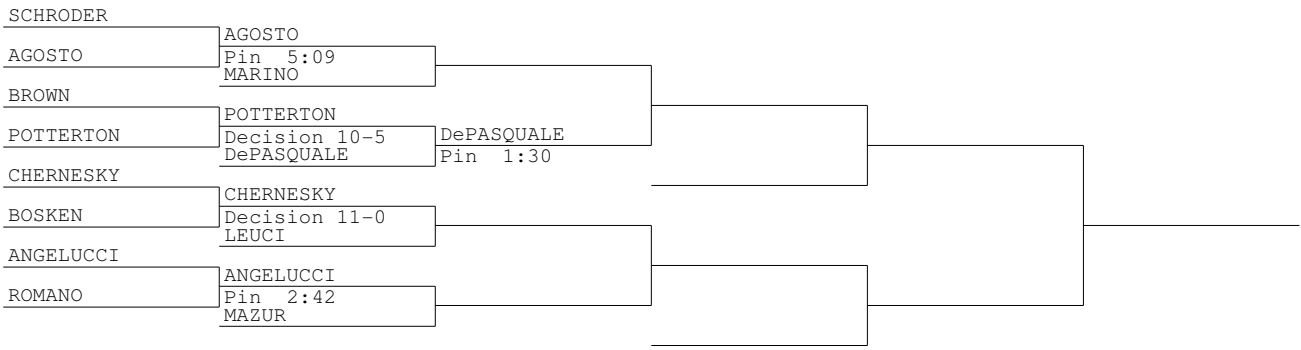 SCHRODER
AGOSTO
AGOSTO
Pin 5:09
MARINO
BROWN
POTTERTON
POTTERTON
Decision 10-5
DePASQUALE
DePASQUALE
Pin 1:30
CHERNESKY
CHERNESKY
BOSKEN
Decision 11-0
LEUCI
ANGELUCCI
ANGELUCCI
ROMANO
Pin 2:42
MAZUR